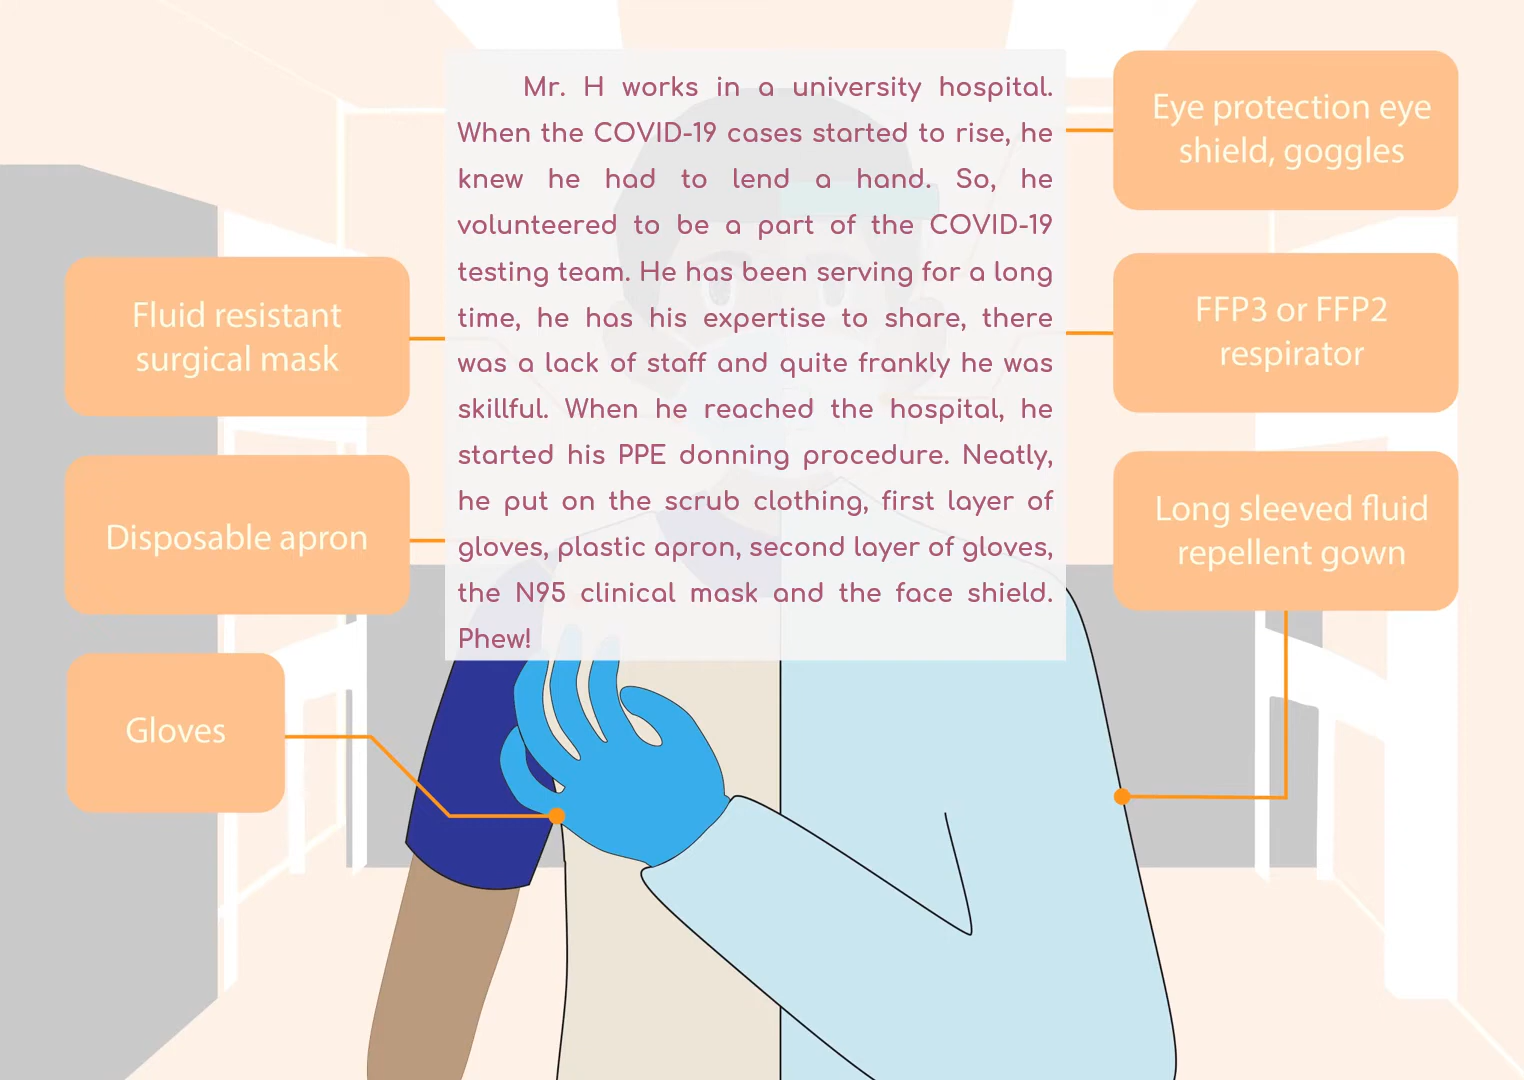 Mr. H works in a university hospital.
When the COVID-19 cases started to rise, he
knew he had to lend a hand. So, he
volunteered to be a part of the COVID-19
testing team. He has been serving for a long
time, he has his expertise to share, there
was a lack of staff and quite frankly he was
skillful. When he reached the hospital, he
started his PPE donning procedure. Neatly,
he put on the scrub clothing, first layer of
gloves, plastic apron, second layer of gloves,
the N95 clinical mask and the face shield.
Phew!
Fluid resistant
surgical mask
Disposable apron
Gloves
Eye protection eye
shield, goggles
FFP3 or FFP2
respirator
Long sleeved fluid
repellent gown